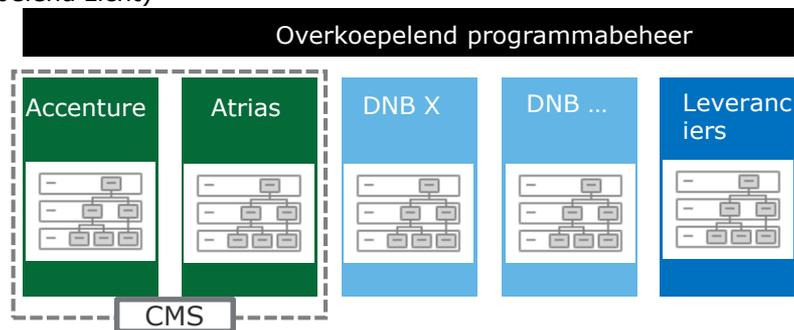 Overkoepelend programmabeheer
Accenture
Atrias
DNB X
DNB ...
Leveranc
iers
CMS